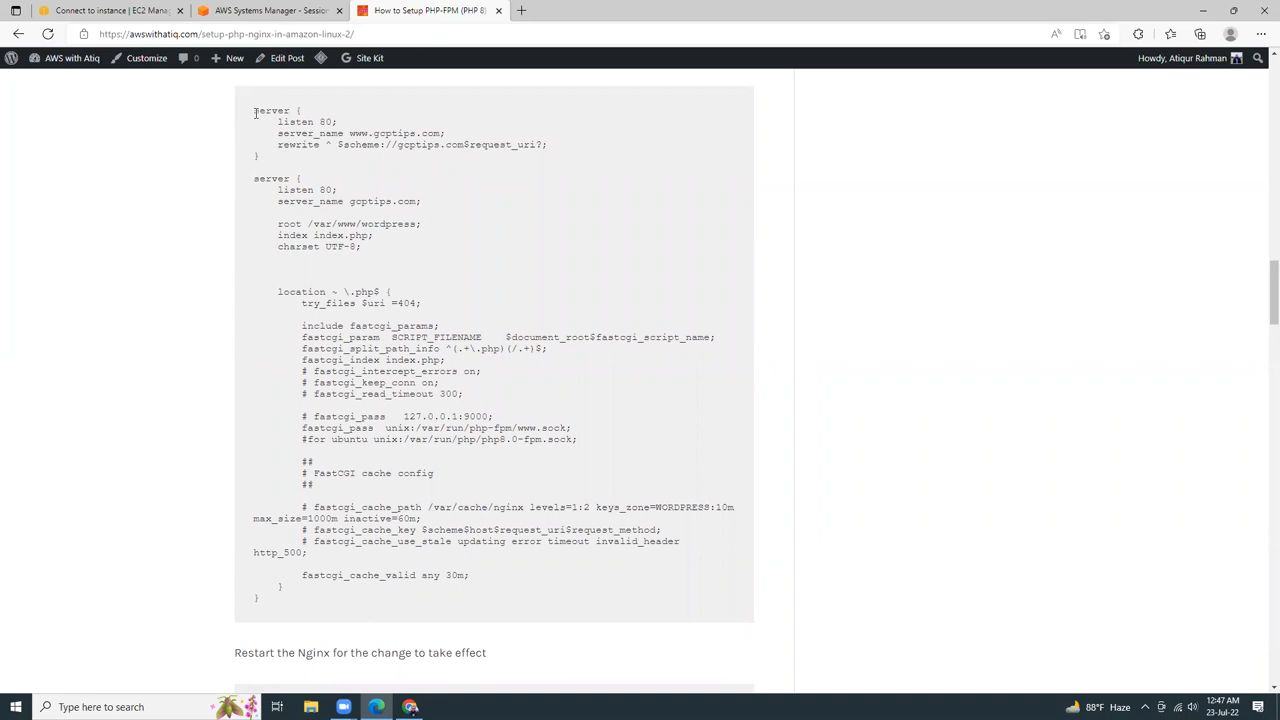 Connect to instance | EC2 Manag
AWS Systems Manager - Session
How to Setup PHP-FPM (PHP 8)
https://awswithatiq.com/setup-php-nginx-in-amazon-linux-2/
AWS with Atiq
Customize
0
New
Edit Post
Site Kit
Howdy, Atiqur Rahman
server {
listen 80;
server_name www.gcptips.com;
rewrite ^ $scheme://gcptips.com$request_uri?;
}
server {
listen 80;
server_name gcptips.com;
root /var/www/wordpress;
index index.php;
charset UTF-8;
location ~ \.php$ {
try_files $uri =404;
include fastcgi_params;
fastcgi_param SCRIPT_FILENAME $document_root$fastcgi_script_name;
fastcgi_split_path_info ^(.+\.php)(/.+)$;
fastcgi_index index.php;
# fastcgi_intercept_errors on;
# fastcgi_keep_conn on;
# fastcgi_read_timeout 300;
# fastcgi_pass 127.0.0.1:9000;
fastcgi_pass unix:/var/run/php-fpm/www.sock;
#for ubuntu unix:/var/run/php/php8.0-fpm.sock;
##
# FastCGI cache config
##
# fastcgi_cache_path /var/cache/nginx levels=1:2 keys_zone=WORDPRESS:10m
max_size=1000m inactive=60m;
# fastcgi_cache_key $scheme$host$request_uri$request_method;
# fastcgi_cache_use_stale updating error timeout invalid_header
http_500;
fastcgi_cache_valid any 30m;
}
}
Restart the Nginx for the change to take effect
Type here to search
88°F Haze
12:47 AM
23-Jul-22